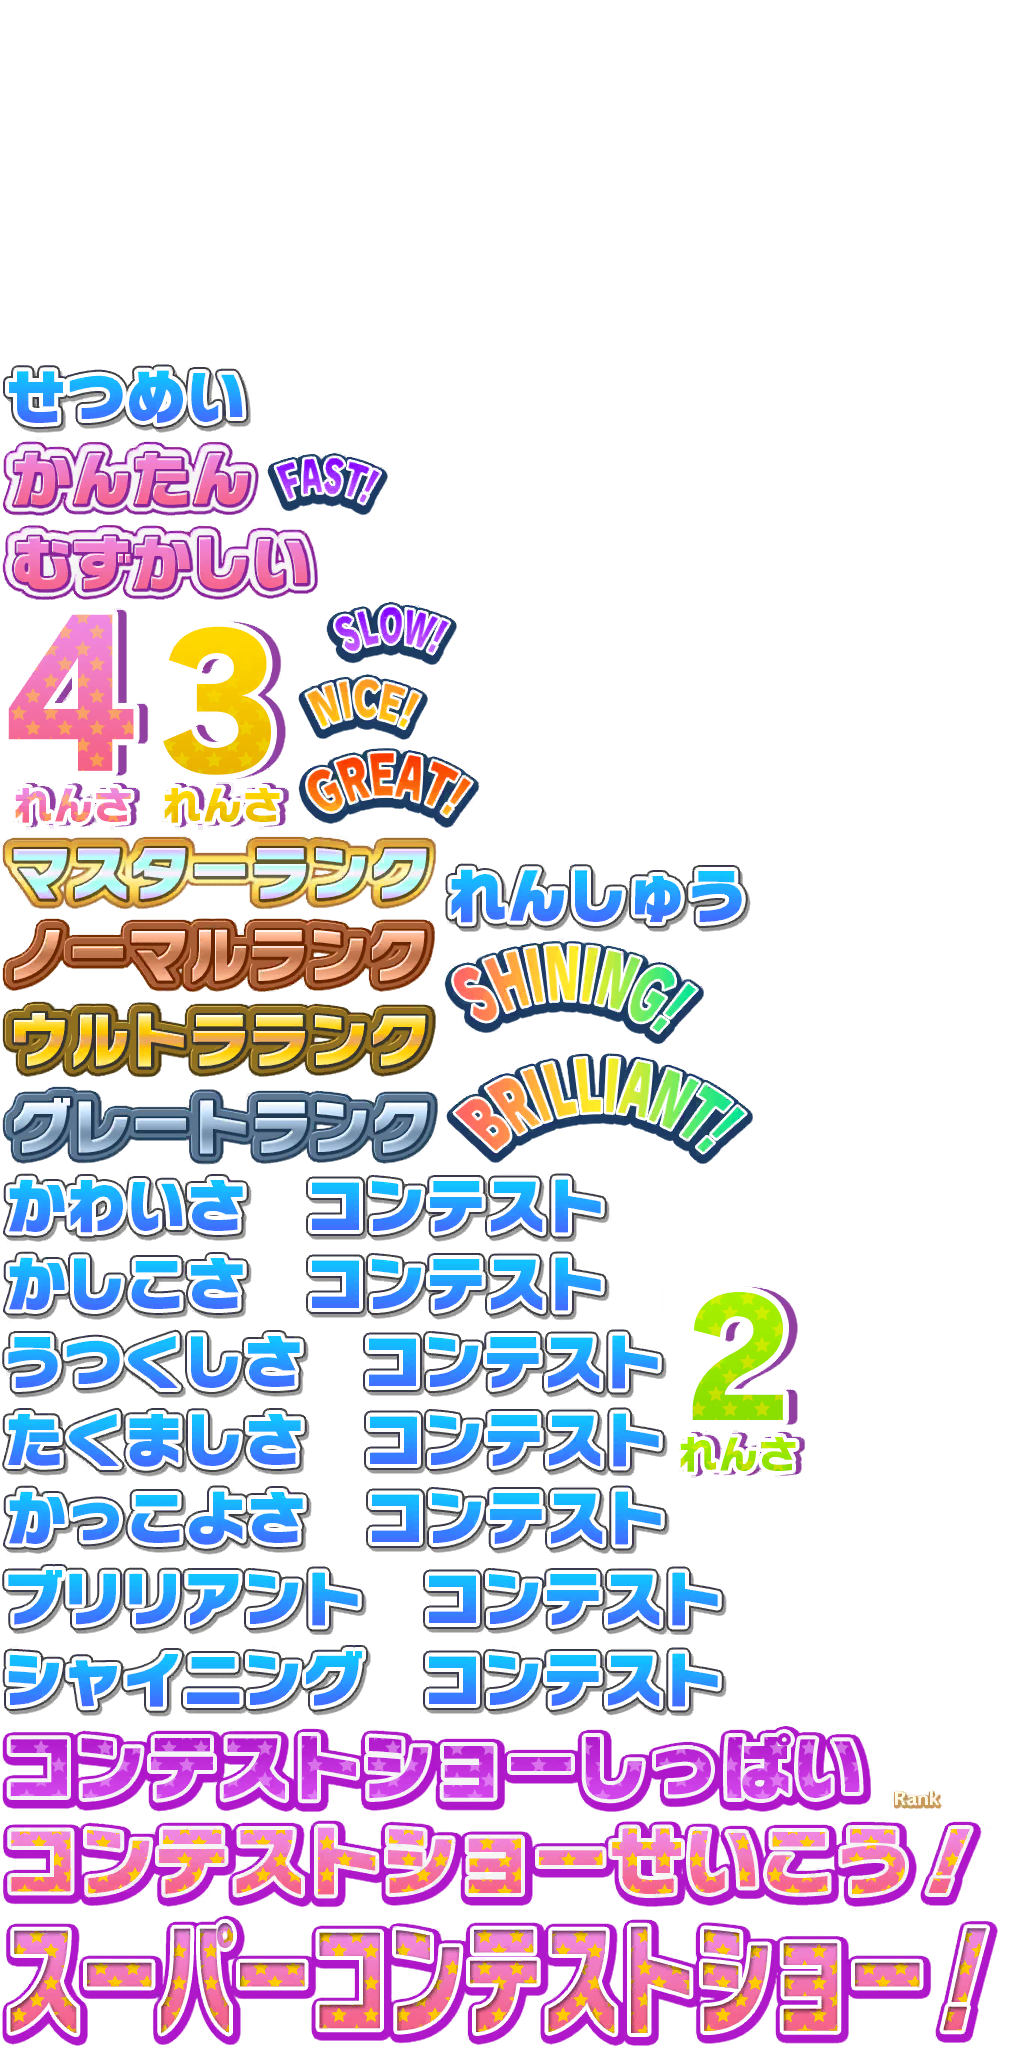 せつめい
かんたん
FAST!
むずかしい
4
れんさ
3
れんさ
SLOW!
NICE!
GREAT!
マスターランク
れんしゅう
ノーマルランク
SHINING!
ウルトラランク
BRILLIANT!
グレートランク
かわいさ　コンテスト
かしこさ　コンテスト
2
れんさ
うつくしさ　コンテスト
たくましさ　コンテスト
かっこよさ　コンテスト
ブリリアント　コンテスト
シャイニング　コンテスト
コンテストショーしっぱい
Rank
コンテストショーせいこう！
スーパーコンテストショー！